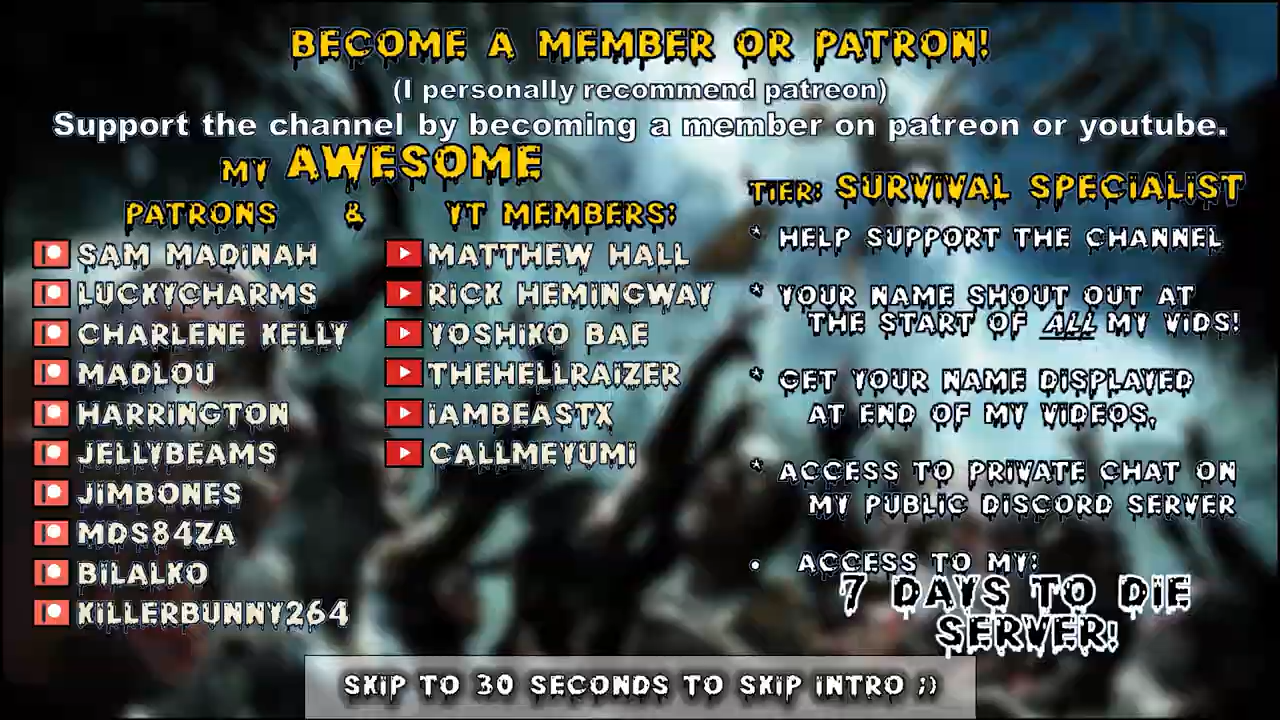 BECOME A MEMBER OR PATRON!
(I personally recommend patreon)
Support the channel by becoming a member on patreon or youtube.
MY AWESOME
PATRONS & YT MEMBERS:
SAM MADINAH
LUCKYCHARMS
CHARLENE KELLY
MADLOU
HARRINGTON
JELLYBEAMS
JIMBONES
MDS84ZA
BILALKO
KILLERBUNNY264
MATTHEW HALL
RICK HEMINGWAY
YOSHIKO BAE
THEHELLRAIZER
IAMBEASTX
CALLMEYUMI
TIER: SURVIVAL SPECIALIST
* HELP SUPPORT THE CHANNEL
* YOUR NAME SHOUT OUT AT
THE START OF ALL MY VIDS!
* GET YOUR NAME DISPLAYED
AT END OF MY VIDEOS.
* ACCESS TO PRIVATE CHAT ON
MY PUBLIC DISCORD SERVER
• ACCESS TO MY:
7 DAYS TO DIE
SERVER!
SKIP TO 30 SECONDS TO SKIP INTRO ;)